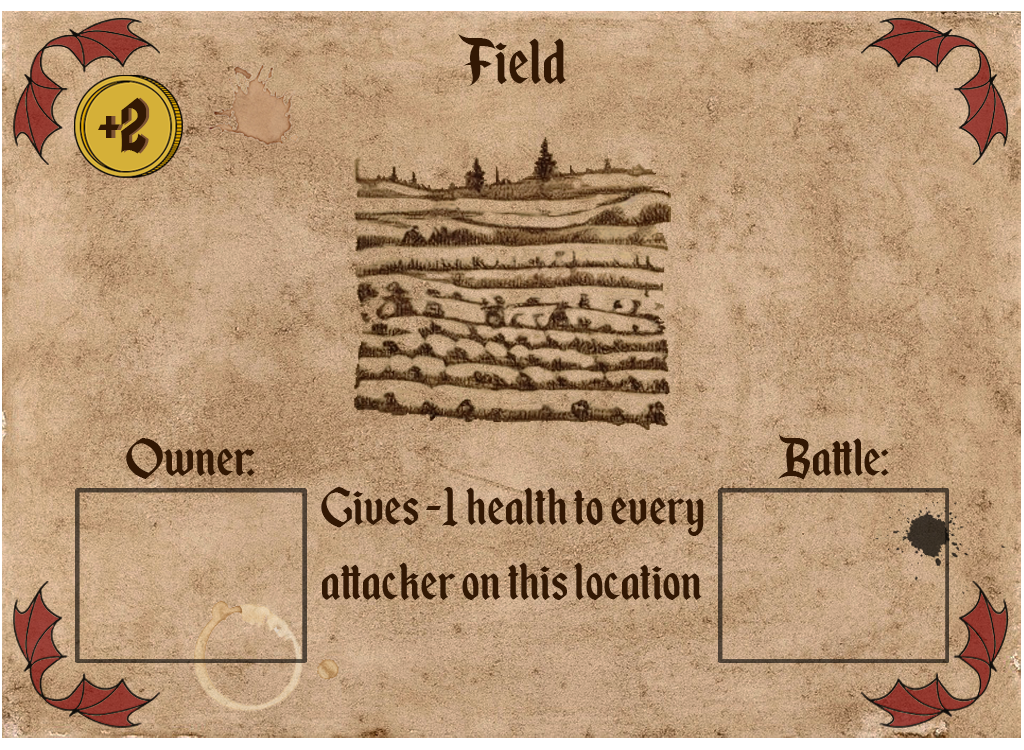 Field
+2
Owner:
Battle:
Gives -1 health to every
attacker on this location